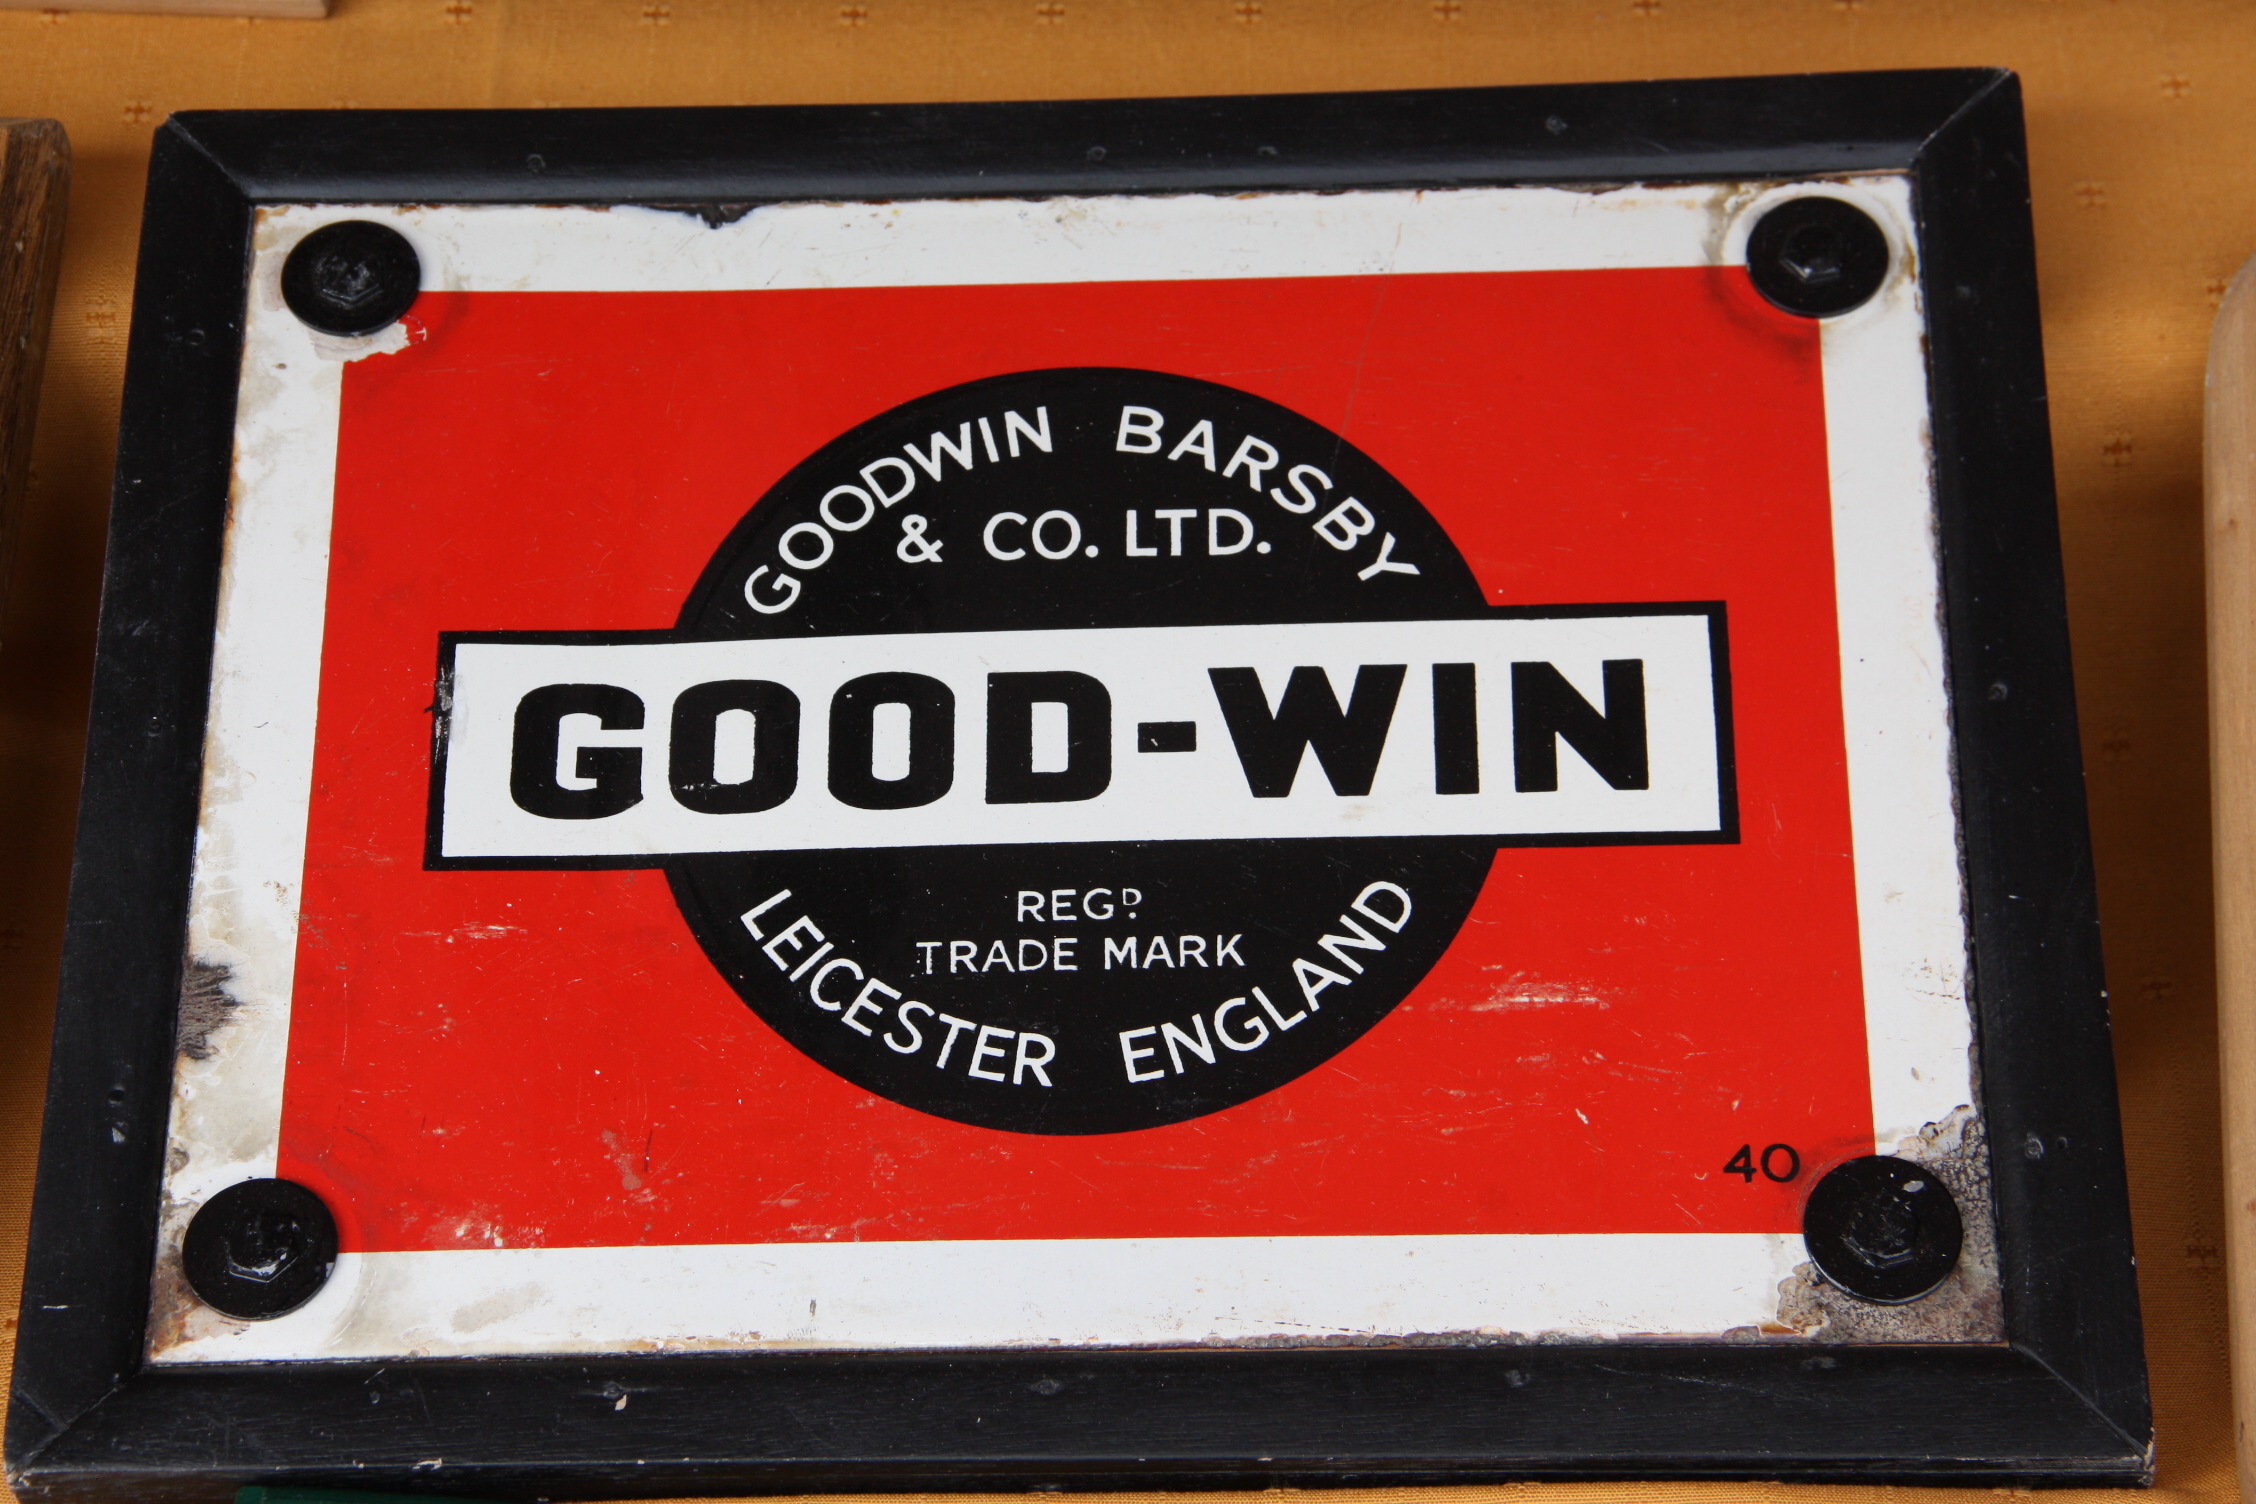 GOODWIN BARSBY
& CO. LTD.
GOOD-WIN
REGD.
TRADE MARK
LEICESTER ENGLAND
40